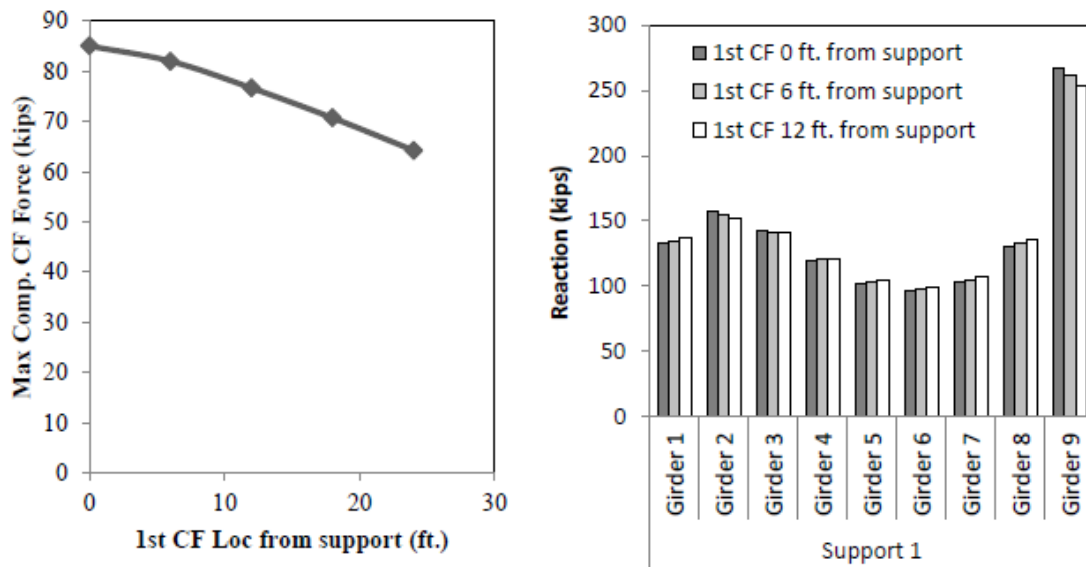 Max Comp. CF Force (kips)
90
80
70
60
50
40
30
20
10
0
0 10 20 30
1st CF Loc from support (ft.)
Reaction (kips)
300
250
200
150
100
50
0
1st CF 0 ft. from support
1st CF 6 ft. from support
1st CF 12 ft. from support
Girder 1
Girder 2
Girder 3
Girder 4
Girder 5
Girder 6
Girder 7
Girder 8
Girder 9
Support 1